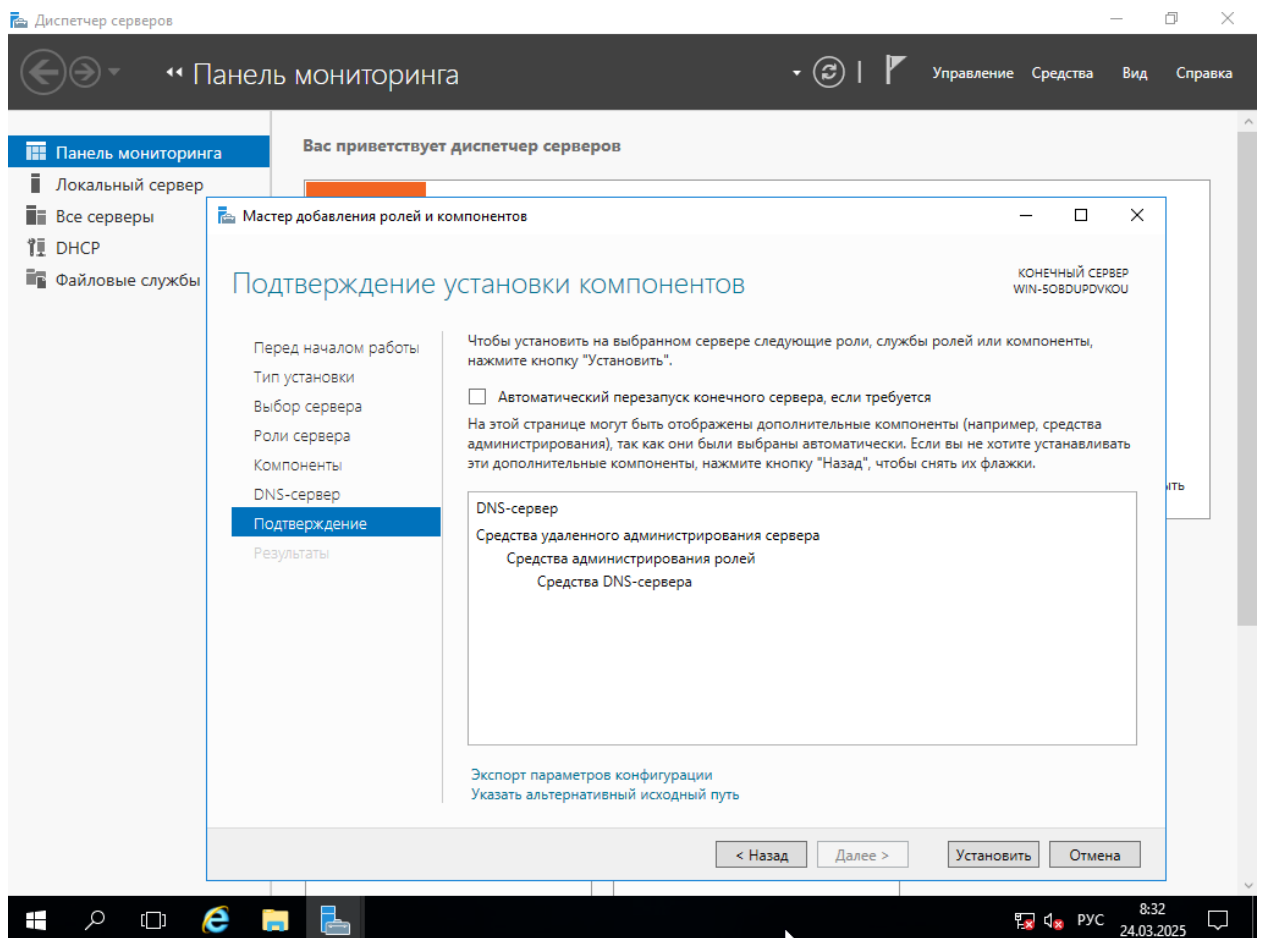 Диспетчер серверов
Панель мониторинга
Управление Средства Вид Справка
Панель мониторинга
Локальный сервер
Все серверы
DHCP
Файловые службы
Вас приветствует диспетчер серверов
Мастер добавления ролей и компонентов
Подтверждение установки компонентов
КОНЕЧНЫЙ СЕРВЕР
WIN-5OBDUPDVKOU
Перед началом работы
Тип установки
Выбор сервера
Роли сервера
Компоненты
DNS-сервер
Подтверждение
Результаты
Чтобы установить на выбранном сервере следующие роли, службы ролей или компоненты,
нажмите кнопку "Установить".
Автоматический перезапуск конечного сервера, если требуется
На этой странице могут быть отображены дополнительные компоненты (например, средства
администрирования), так как они были выбраны автоматически. Если вы не хотите устанавливать
эти дополнительные компоненты, нажмите кнопку "Назад", чтобы снять их флажки.
DNS-сервер
Средства удаленного администрирования сервера
Средства администрирования ролей
Средства DNS-сервера
Экспорт параметров конфигурации
Указать альтернативный исходный путь
< Назад
Далее >
Установить
Отмена
РУС
8:32
24.03.2025